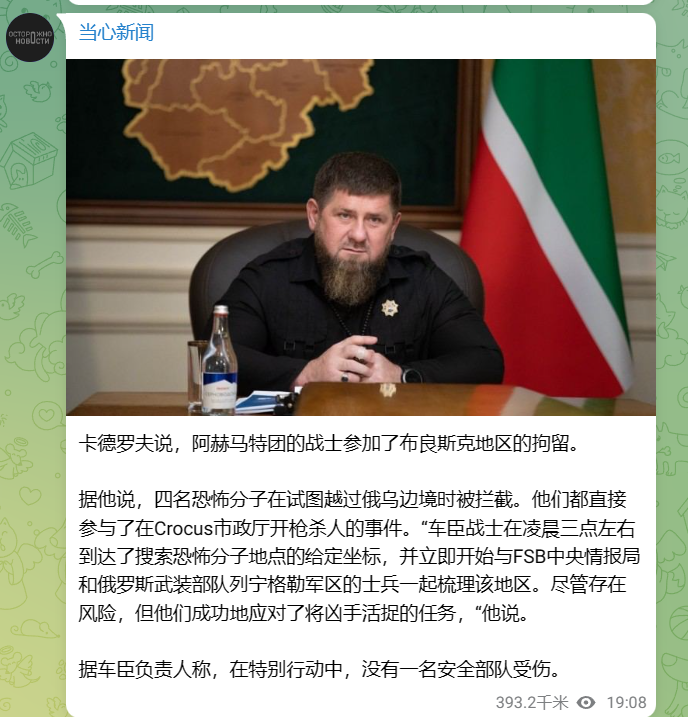 ОСТОРОЖНО
НОВОСТИ
当心新闻
卡德罗夫说，阿赫马特团的战士参加了布良斯克地区的拘留。
据他说，四名恐怖分子在试图越过俄乌边境时被拦截。他们都直接
参与了在Crocus市政厅开枪杀人的事件。“车臣战士在凌晨三点左右
到达了搜索恐怖分子地点的给定坐标，并立即开始与FSB中央情报局
和俄罗斯武装部队列宁格勒军区的士兵一起梳理该地区。尽管存在
风险，但他们成功地应对了将凶手活捉的任务，“他说。
据车臣负责人称，在特别行动中，没有一名安全部队受伤。
393.2千米 19:08